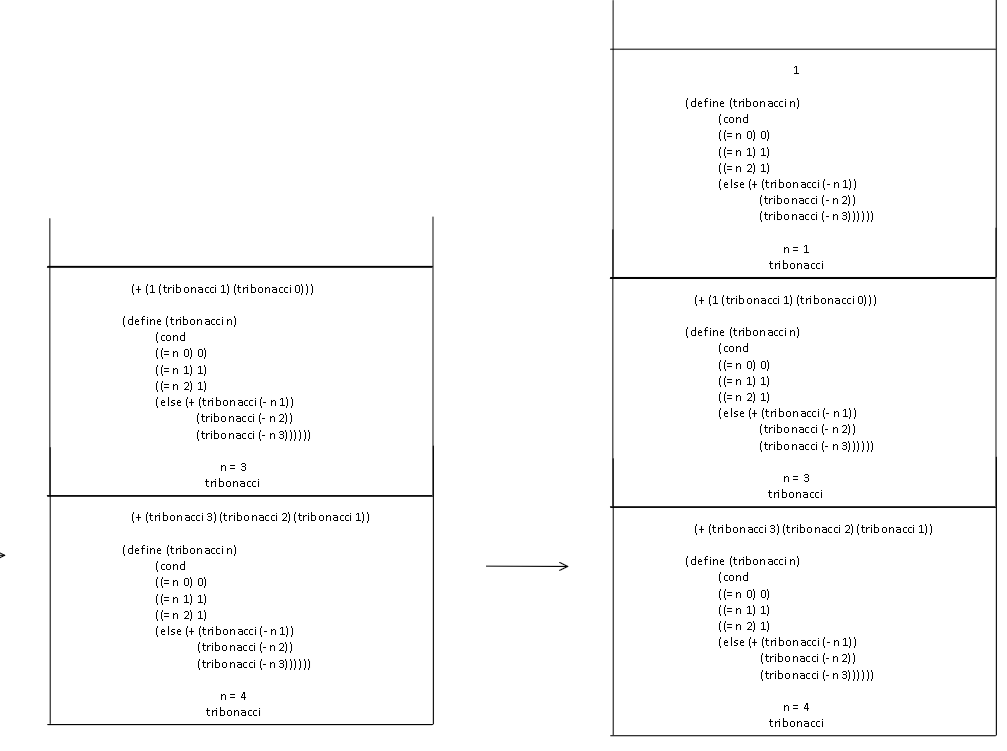 (+ (1 (tribonacci 1) (tribonacci 0)))
(define (tribonacci n)
(cond
((= n 0) 0)
((= n 1) 1)
((= n 2) 1)
(else (+ (tribonacci (- n 1))
(tribonacci (- n 2))
(tribonacci (- n 3))))))
n = 3
tribonacci
(+ (tribonacci 3) (tribonacci 2) (tribonacci 1))
(define (tribonacci n)
(cond
((= n 0) 0)
((= n 1) 1)
((= n 2) 1)
(else (+ (tribonacci (- n 1))
(tribonacci (- n 2))
(tribonacci (- n 3))))))
n = 4
tribonacci
1
(define (tribonacci n)
(cond
((= n 0) 0)
((= n 1) 1)
((= n 2) 1)
(else (+ (tribonacci (- n 1))
(tribonacci (- n 2))
(tribonacci (- n 3))))))
n = 1
tribonacci
(+ (1 (tribonacci 1) (tribonacci 0)))
(define (tribonacci n)
(cond
((= n 0) 0)
((= n 1) 1)
((= n 2) 1)
(else (+ (tribonacci (- n 1))
(tribonacci (- n 2))
(tribonacci (- n 3))))))
n = 3
tribonacci
(+ (tribonacci 3) (tribonacci 2) (tribonacci 1))
(define (tribonacci n)
(cond
((= n 0) 0)
((= n 1) 1)
((= n 2) 1)
(else (+ (tribonacci (- n 1))
(tribonacci (- n 2))
(tribonacci (- n 3))))))
n = 4
tribonacci